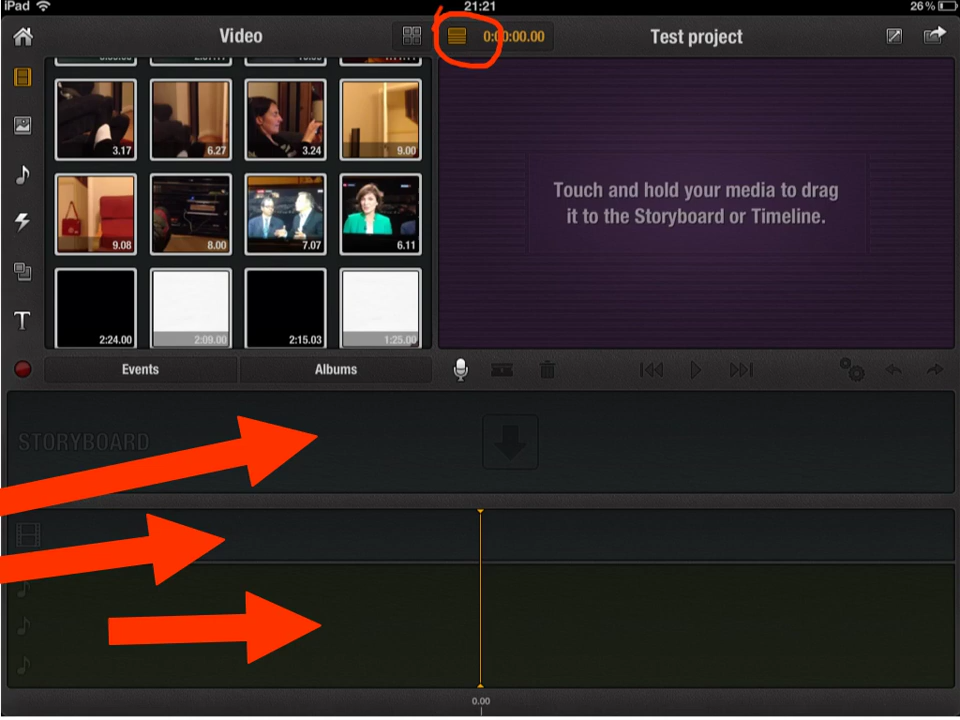 iPad
21:21
26%
Video
0:00:00.00
Test project
3.17
6.27
3.24
9.00
9.08
8.00
7.07
6.11
2:24.00
2:09.00
2:15.03
1:25.00
T
Touch and hold your media to drag
it to the Storyboard or Timeline.
Events
Albums
STORYBOARD
0.00